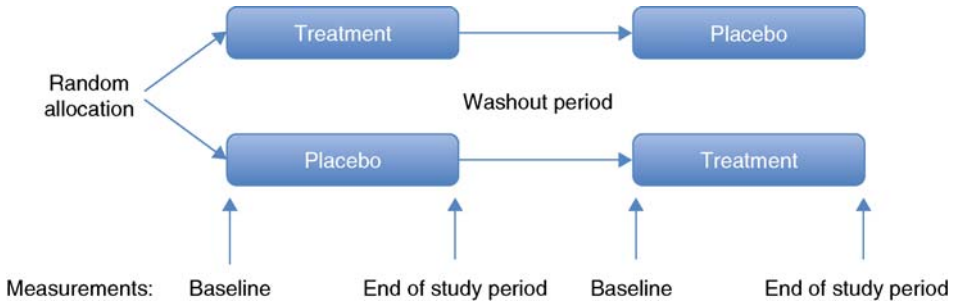 Treatment
Placebo
Random
allocation
Washout period
Placebo
Treatment
Measurements: Baseline End of study period Baseline End of study period